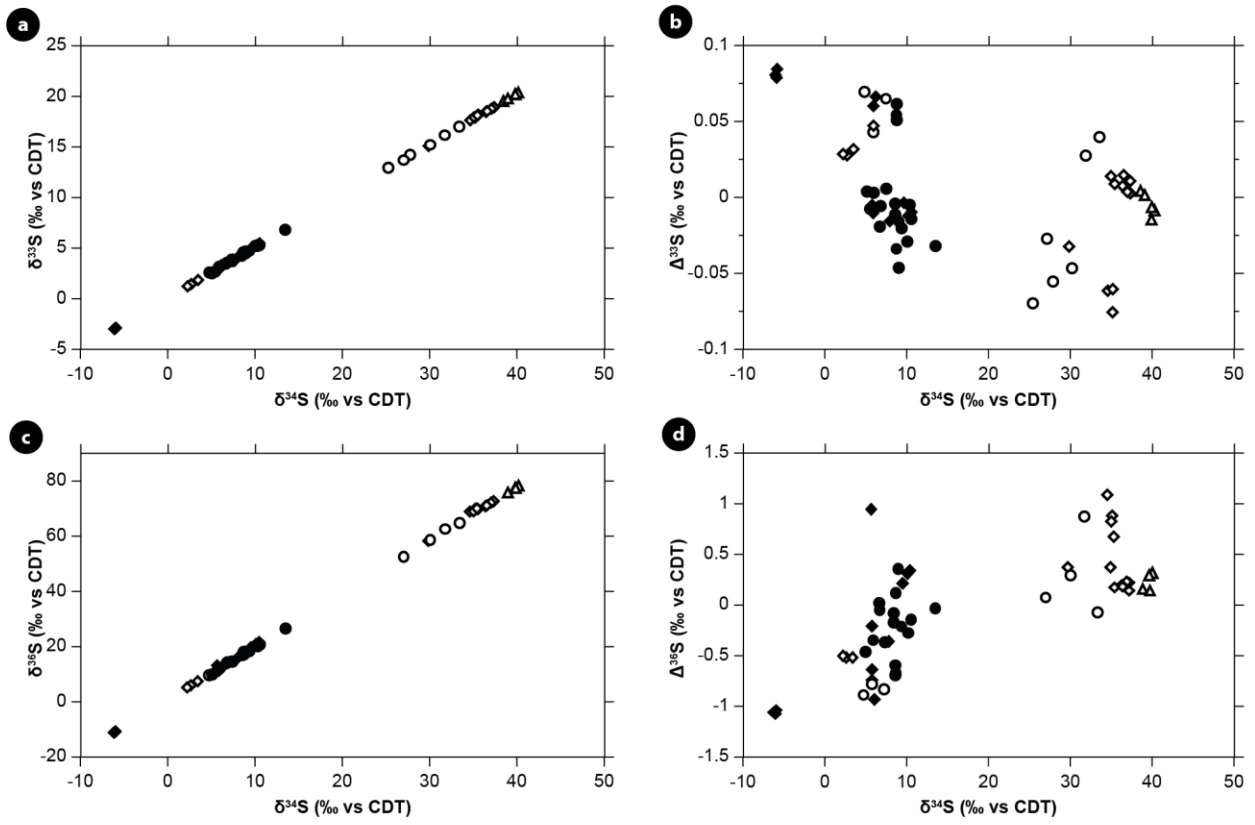 a
25
20
15
10
5
0
-5
δ³³S (‰ vs CDT)
-10 0 10 20 30 40 50
δ³⁴S (‰ vs CDT)
b
0.1
0.05
0
-0.05
-0.1
Δ³³S (‰ vs CDT)
-10 0 10 20 30 40 50
δ³⁴S (‰ vs CDT)
c
80
60
40
20
0
-20
δ³⁶S (‰ vs CDT)
-10 0 10 20 30 40 50
δ³⁴S (‰ vs CDT)
d
1.5
1
0.5
0
-0.5
-1
-1.5
Δ³⁶S (‰ vs CDT)
-10 0 10 20 30 40 50
δ³⁴S (‰ vs CDT)